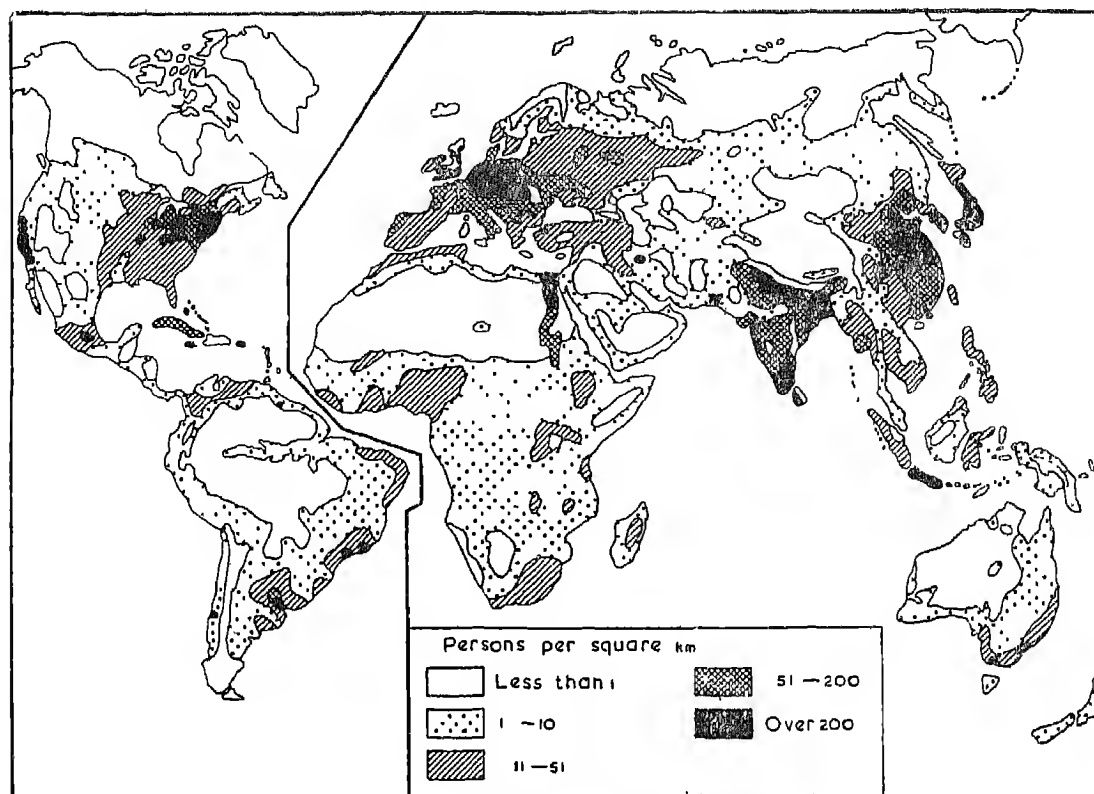 Persons per square km
Less than 1
1 - 10
11 - 51
51 - 200
Over 200